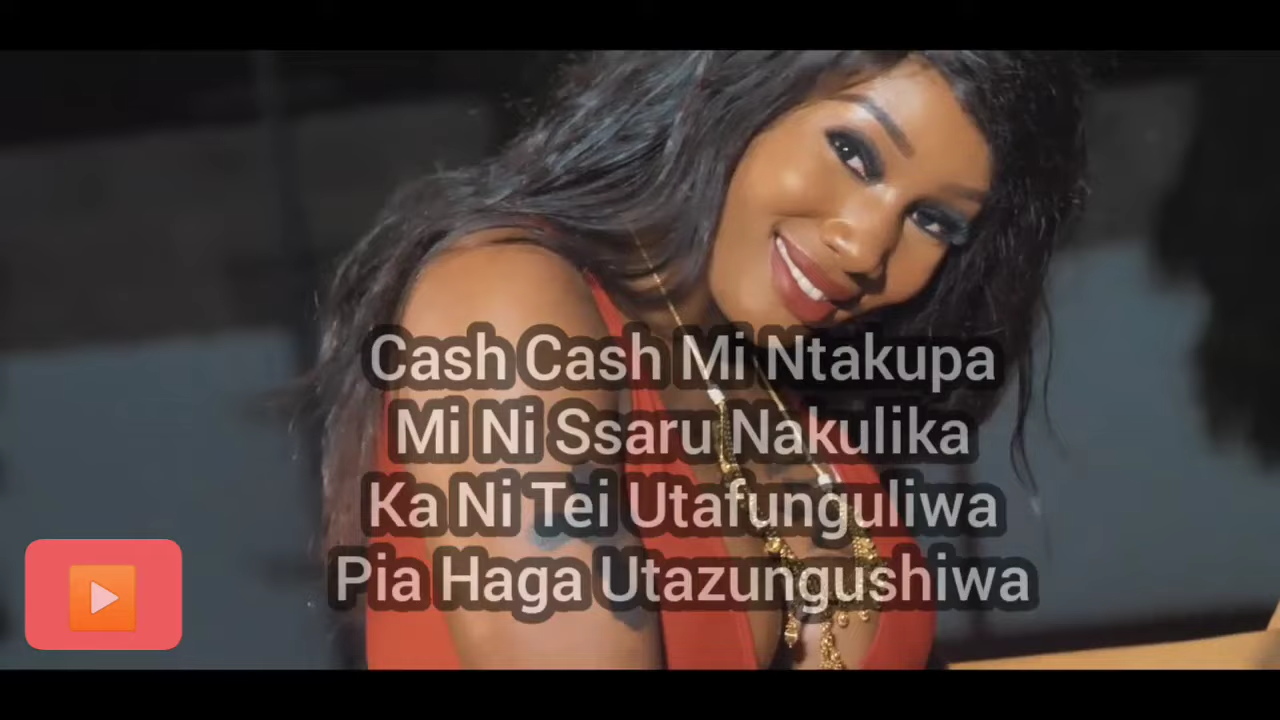 Cash Cash Mi Ntakupa
Mi Ni Ssaru Nakulika
Ka Ni Tei Utafunguliwa
Pia Haga Utazungushiwa